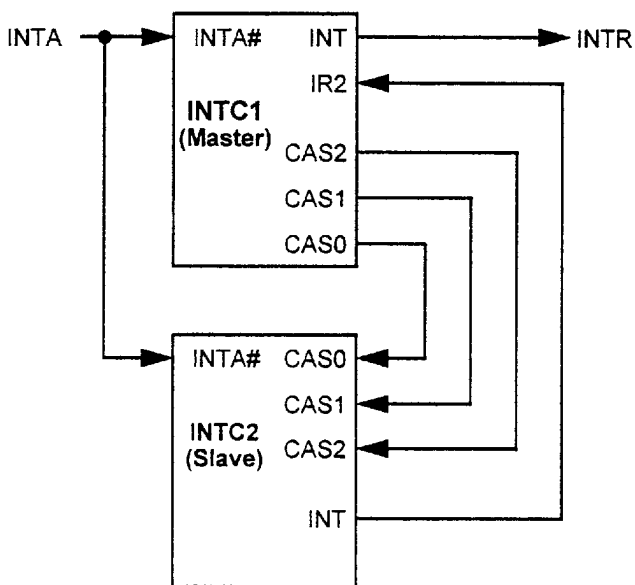 INTA
INTA# INT
INTR
IR2
INTC1
(Master)
CAS2
CAS1
CAS0
INTA# CAS0
CAS1
INTC2
(Slave)
CAS2
INT